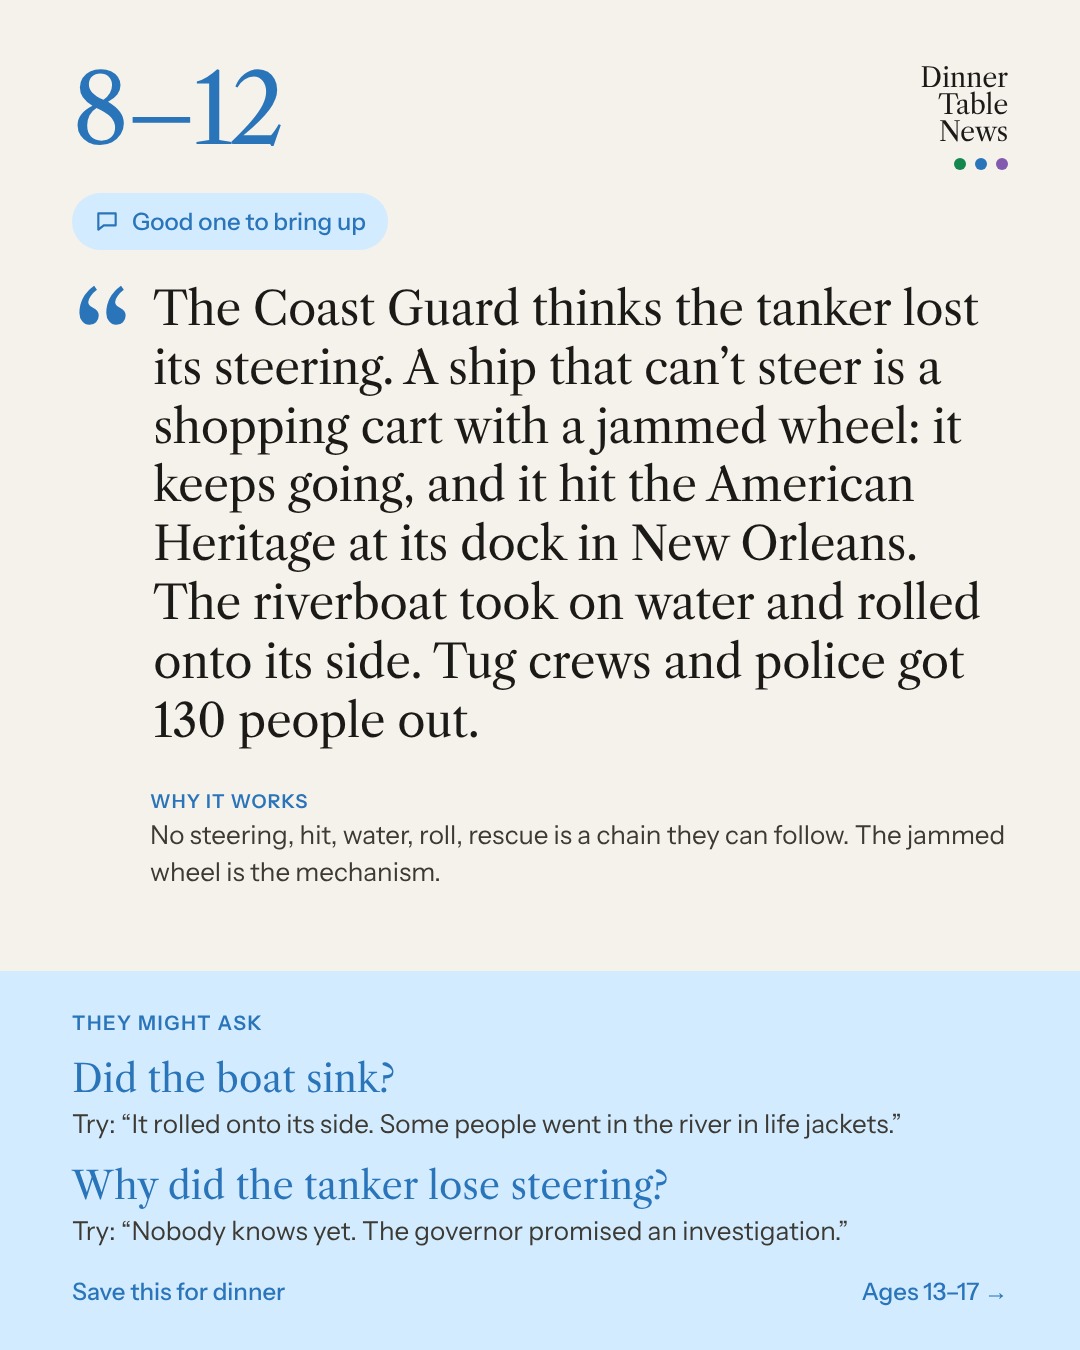 8–12
Dinner
Table
News
Good one to bring up
“The Coast Guard thinks the tanker lost
its steering. A ship that can’t steer is a
shopping cart with a jammed wheel: it
keeps going, and it hit the American
Heritage at its dock in New Orleans.
The riverboat took on water and rolled
onto its side. Tug crews and police got
130 people out.
WHY IT WORKS
No steering, hit, water, roll, rescue is a chain they can follow. The jammed
wheel is the mechanism.
THEY MIGHT ASK
Did the boat sink?
Try: “It rolled onto its side. Some people went in the river in life jackets.”
Why did the tanker lose steering?
Try: “Nobody knows yet. The governor promised an investigation.”
Save this for dinner
Ages 13–17 →